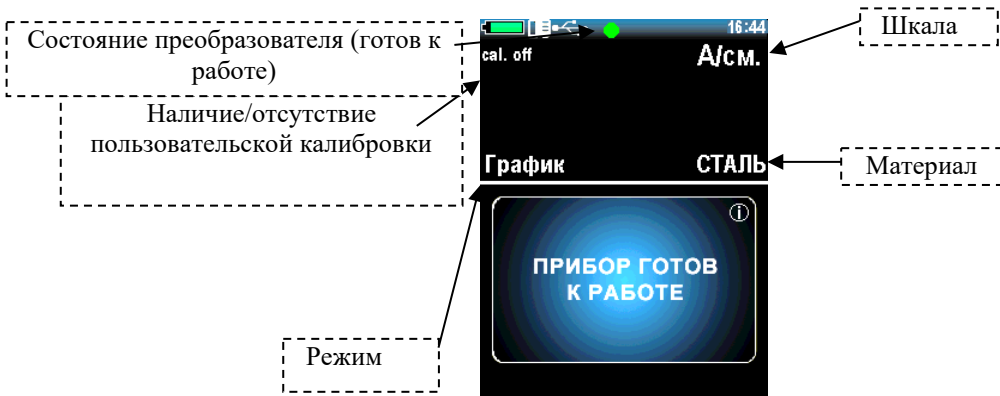 Состояние преобразователя (готов к
работе)
Наличие/отсутствие
пользовательской калибровки
16:44
cal. off
А/см.
График
СТАЛЬ
ПРИБОР ГОТОВ
К РАБОТЕ
Шкала
Материал
Режим